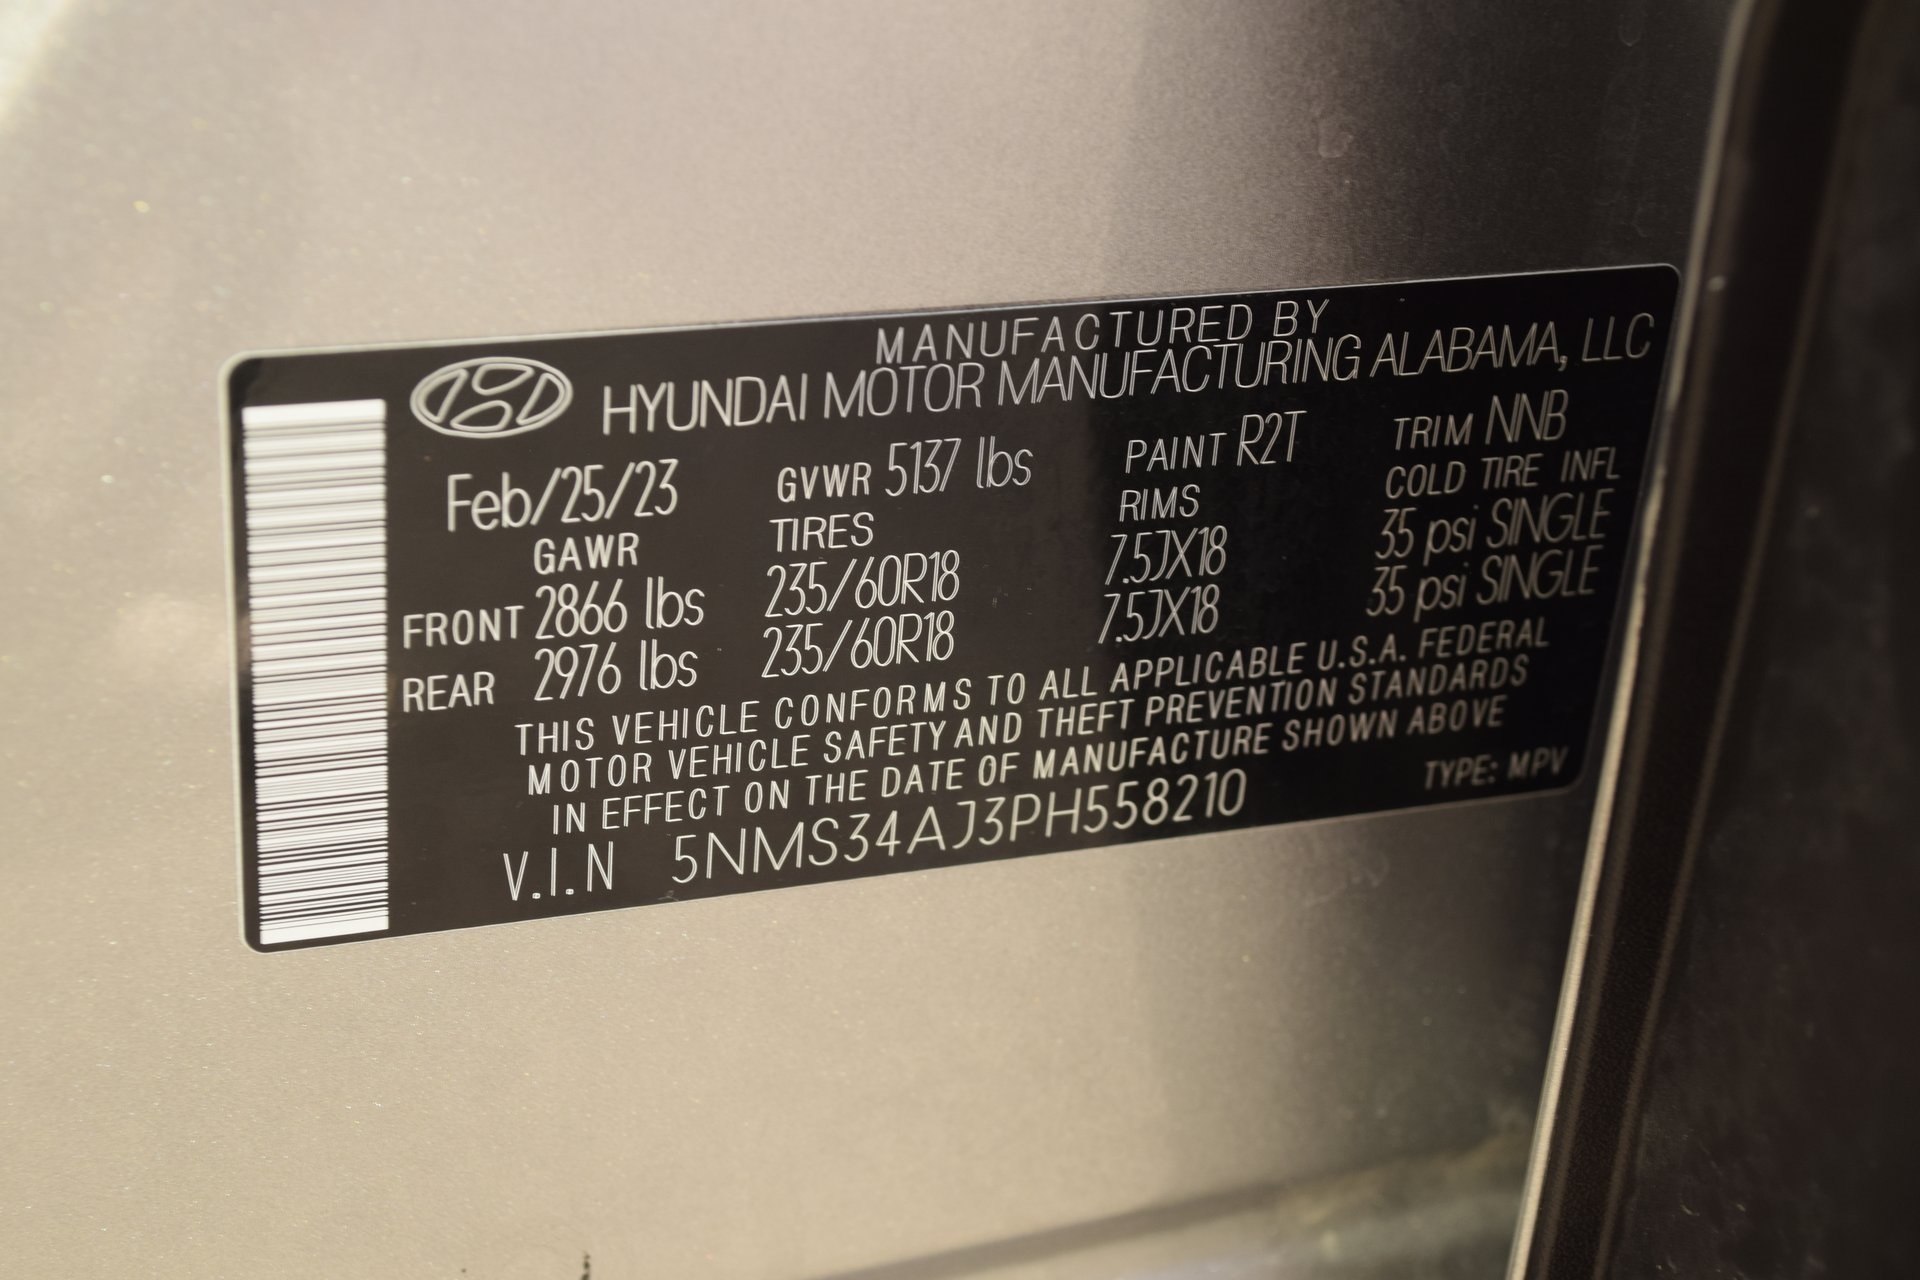 MANUFACTURED BY
HYUNDAI MOTOR MANUFACTURING ALABAMA, LLC
Feb/25/23 GVWR 5137 lbs PAINT R2T TRIM NNB
GAWR TIRES RIMS COLD TIRE INFL
FRONT 2866 lbs 235/60R18 7.5JX18 35 psi SINGLE
REAR 2976 lbs 235/60R18 7.5JX18 35 psi SINGLE
THIS VEHICLE CONFORMS TO ALL APPLICABLE U.S.A. FEDERAL
MOTOR VEHICLE SAFETY AND THEFT PREVENTION STANDARDS
IN EFFECT ON THE DATE OF MANUFACTURE SHOWN ABOVE
V.I.N 5NMS34AJ3PH558210 TYPE: MPV